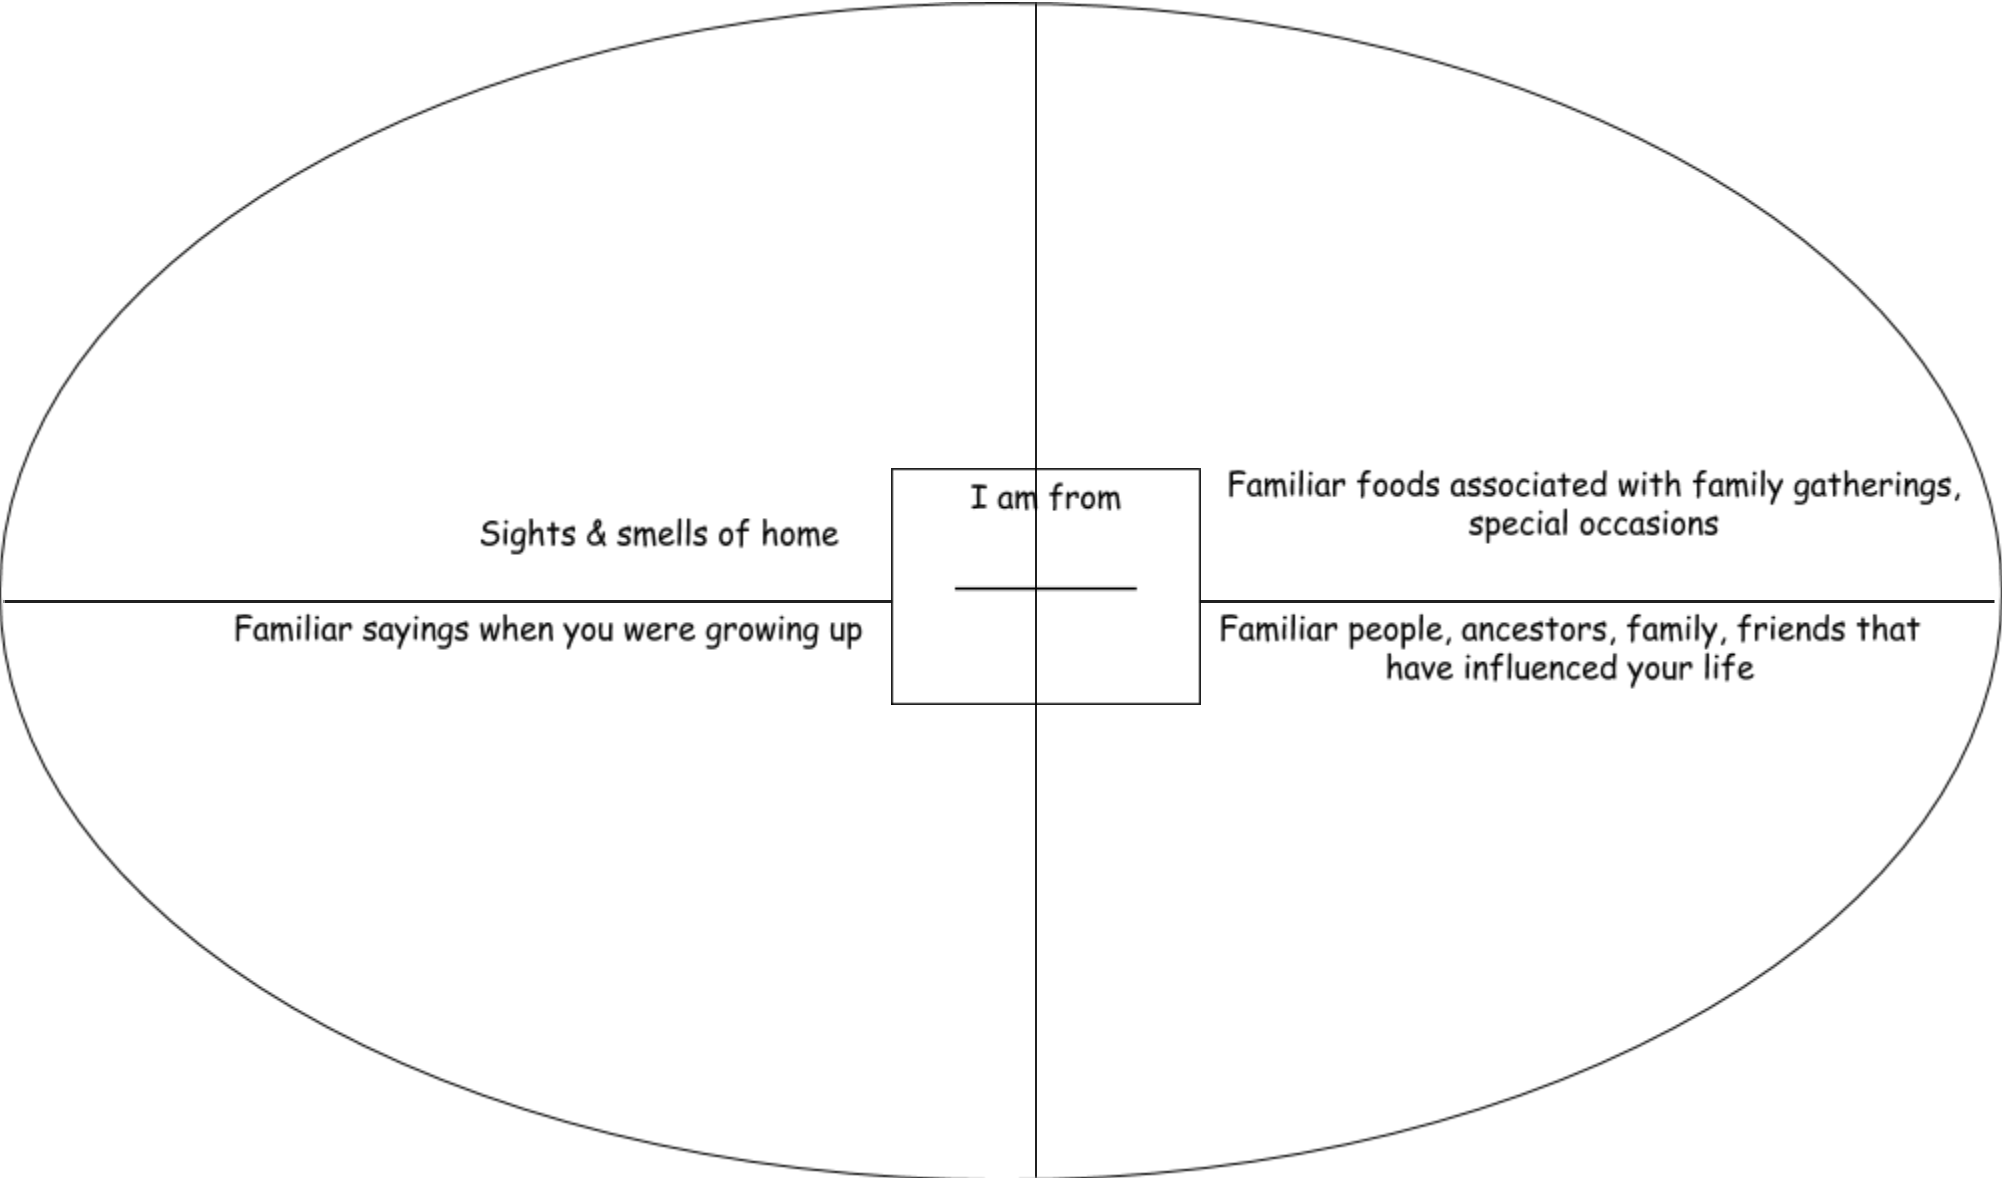 Sights & smells of home
I am from
Familiar foods associated with family gatherings,
special occasions
Familiar sayings when you were growing up
Familiar people, ancestors, family, friends that
have influenced your life